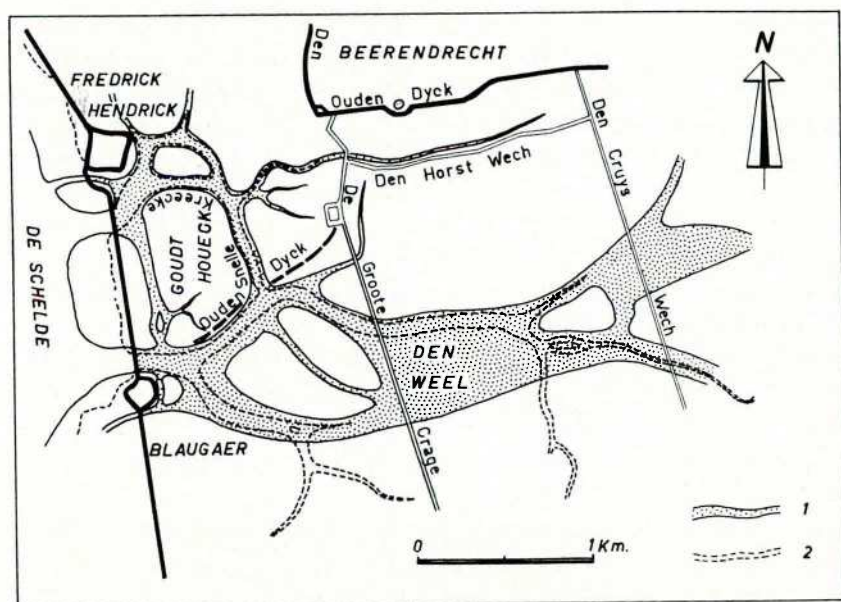 Den
BEERENDRECHT
N
FREDRICK
HENDRICK
Ouden Dyck
Den Cruys Wech
Den Horst Wech
Kreecke
GOUDT
HOUECK
DE SCHELDE
De Groote Crage
Snelle
Ouden Dyck
DEN
WEEL
BLAUGAER
1
2
0 1 Km.